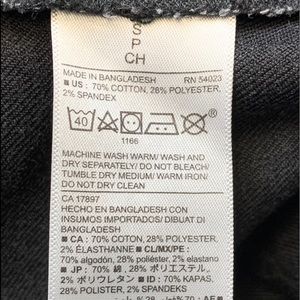 S
P
CH
MADE IN BANGLADESH RN 54023
■ US : 70% COTTON, 28% POLYESTER,
2% SPANDEX
40
1166
MACHINE WASH WARM/ WASH AND
DRY SEPARATELY/ DO NOT BLEACH/
TUMBLE DRY MEDIUM/ WARM IRON/
DO NOT DRY CLEAN
CA 17897
HECHO EN BANGLADESH CON
INSUMOS IMPORTADOS/ DIBUAT DI
BANGLADESH
■ CA : 70% COTTON, 28% POLYESTER,
2% ÉLASTHANNE ■ CL/MX/PE:
70% algodón, 28% poliéster, 2% elastano
■ JP : 70% 綿, 28% ポリエステル,
2% ポリウレタン ■ ID: 70% KAPAS,
28% POLISTER, 2% SPANDEKS